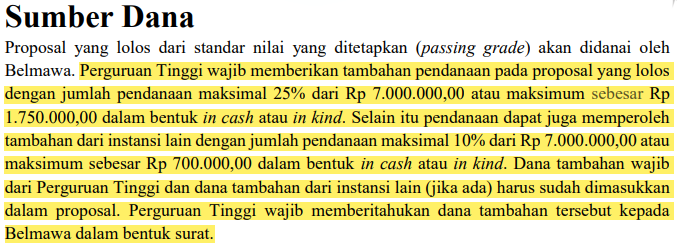 Sumber Dana
Proposal yang lolos dari standar nilai yang ditetapkan (passing grade) akan didanai oleh
Belmawa. Perguruan Tinggi wajib memberikan tambahan pendanaan pada proposal yang lolos
dengan jumlah pendanaan maksimal 25% dari Rp 7.000.000,00 atau maksimum sebesar Rp
1.750.000,00 dalam bentuk in cash atau in kind. Selain itu pendanaan dapat juga memperoleh
tambahan dari instansi lain dengan jumlah pendanaan maksimal 10% dari Rp 7.000.000,00 atau
maksimum sebesar Rp 700.000,00 dalam bentuk in cash atau in kind. Dana tambahan wajib
dari Perguruan Tinggi dan dana tambahan dari instansi lain (jika ada) harus sudah dimasukkan
dalam proposal. Perguruan Tinggi wajib memberitahukan dana tambahan tersebut kepada
Belmawa dalam bentuk surat.